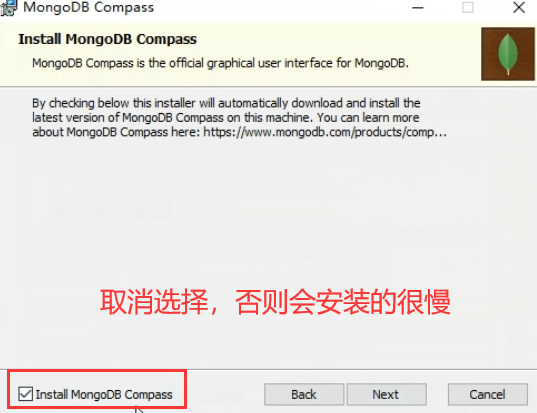 MongoDB Compass
Install MongoDB Compass
MongoDB Compass is the official graphical user interface for MongoDB.
By checking below this installer will automatically download and install the
latest version of MongoDB Compass on this machine. You can learn more
about MongoDB Compass here: https://www.mongodb.com/products/comp...
取消选择，否则会安装的很慢
Install MongoDB Compass
Back
Next
Cancel